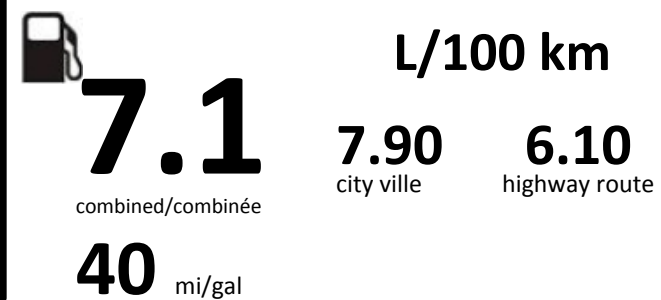 L/100 km
7.1
combined/combinée
7.90
city ville
6.10
highway route
40 mi/gal